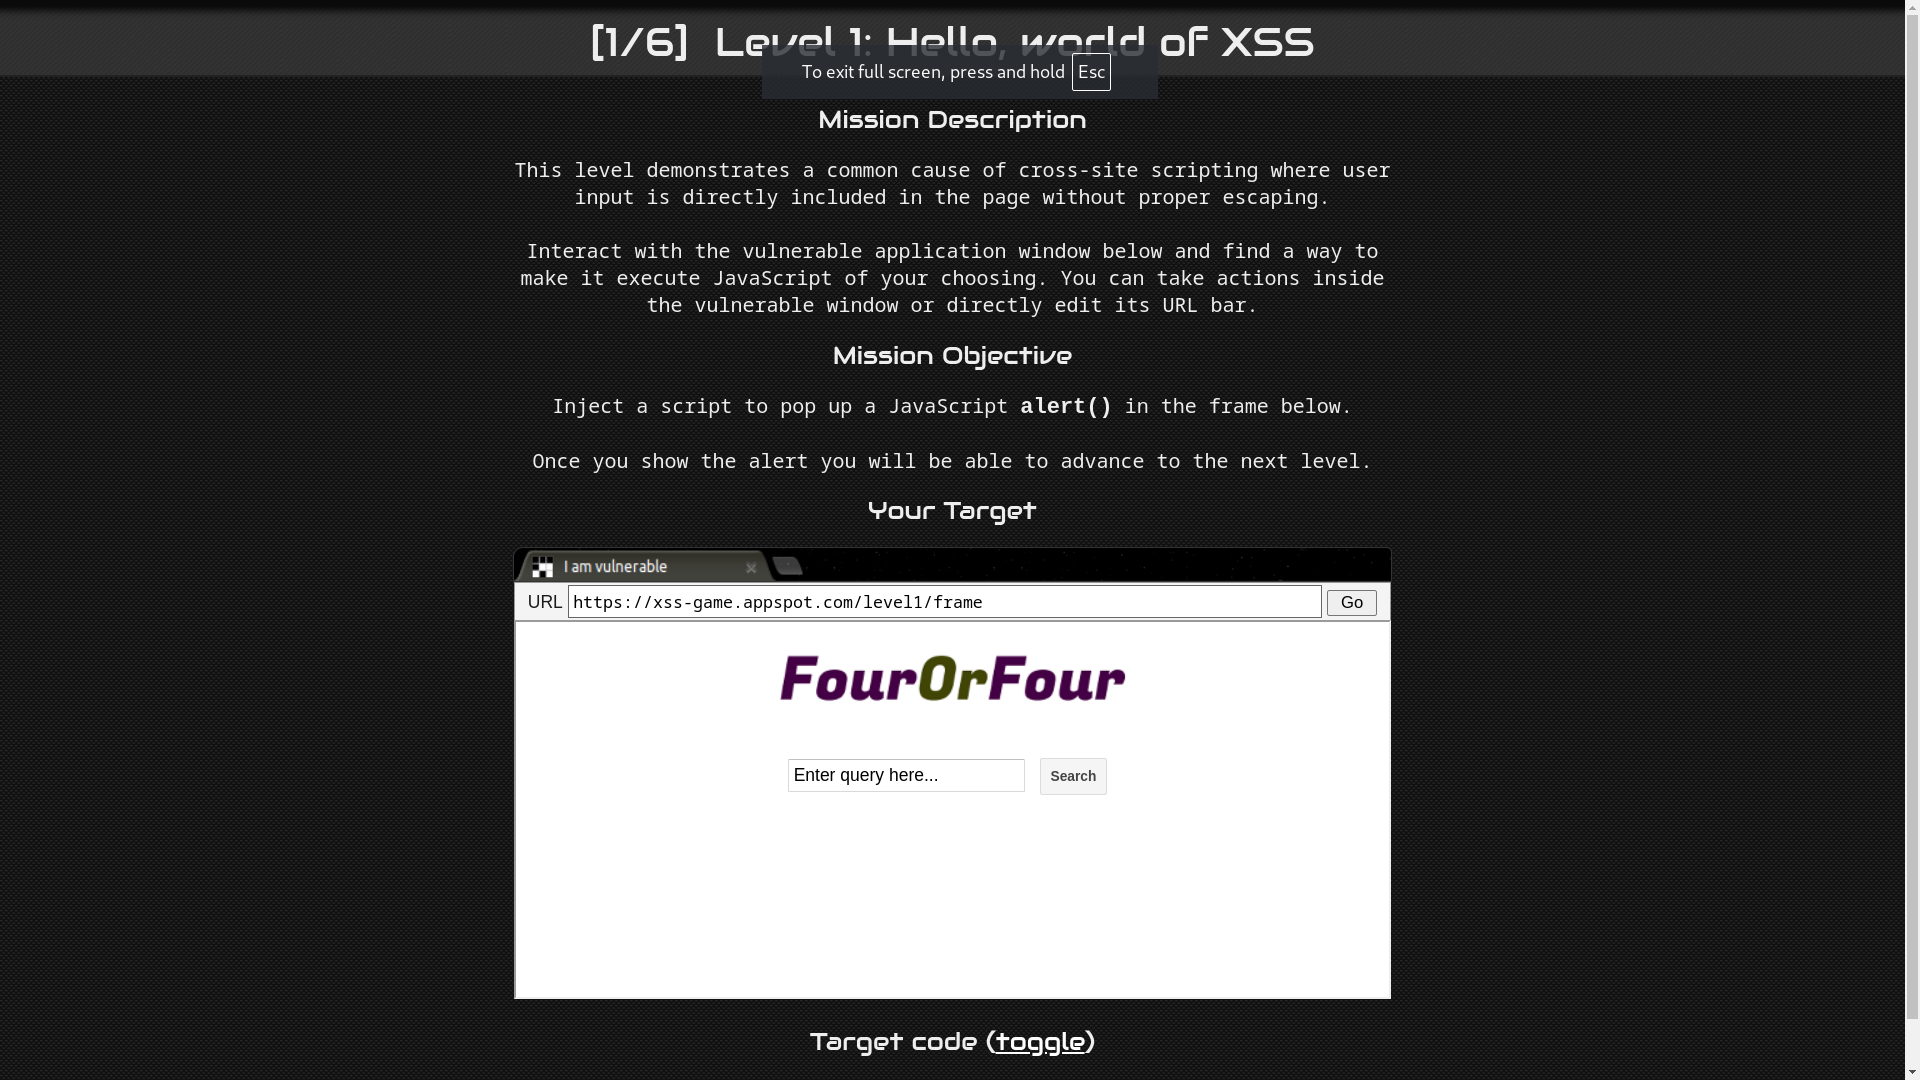 [1/6] Level 1: Hello, world of XSS
To exit full screen, press and hold Esc
Mission Description
This level demonstrates a common cause of cross-site scripting where user
input is directly included in the page without proper escaping.
Interact with the vulnerable application window below and find a way to
make it execute JavaScript of your choosing. You can take actions inside
the vulnerable window or directly edit its URL bar.
Mission Objective
Inject a script to pop up a JavaScript alert() in the frame below.
Once you show the alert you will be able to advance to the next level.
Your Target
I am vulnerable
URL https://xss-game.appspot.com/level1/frame Go
FourOrFour
Enter query here... Search
Target code (toggle)